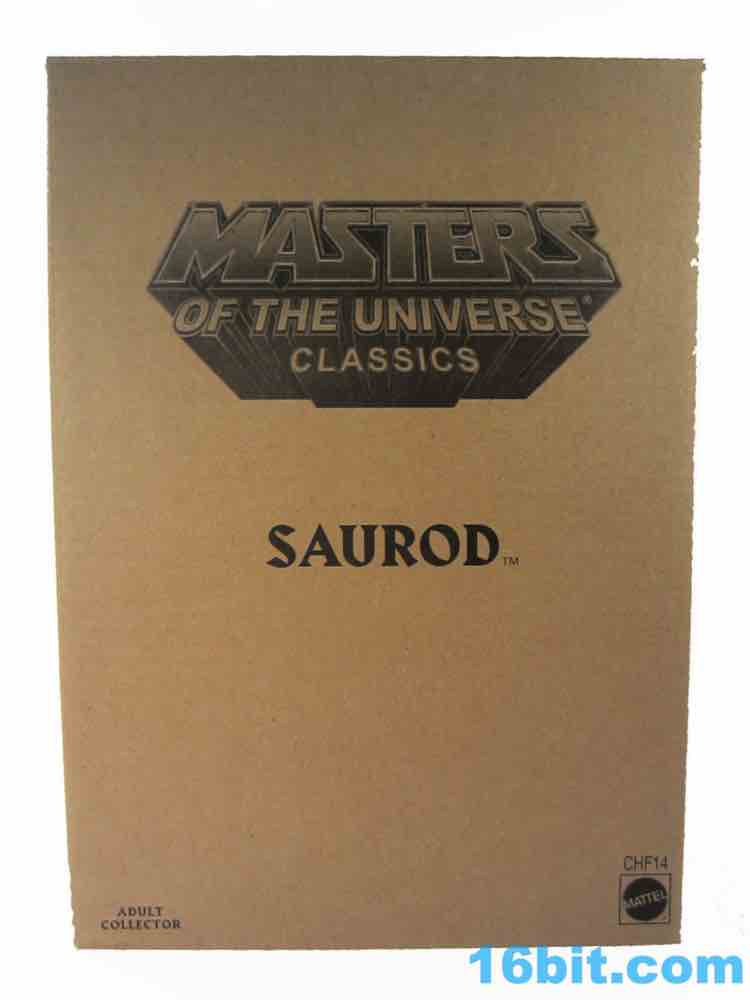 MASTERS
OF THE UNIVERSE®
CLASSICS
SAUROD™
CHF14
MATTEL
ADULT
COLLECTOR
16bit.com